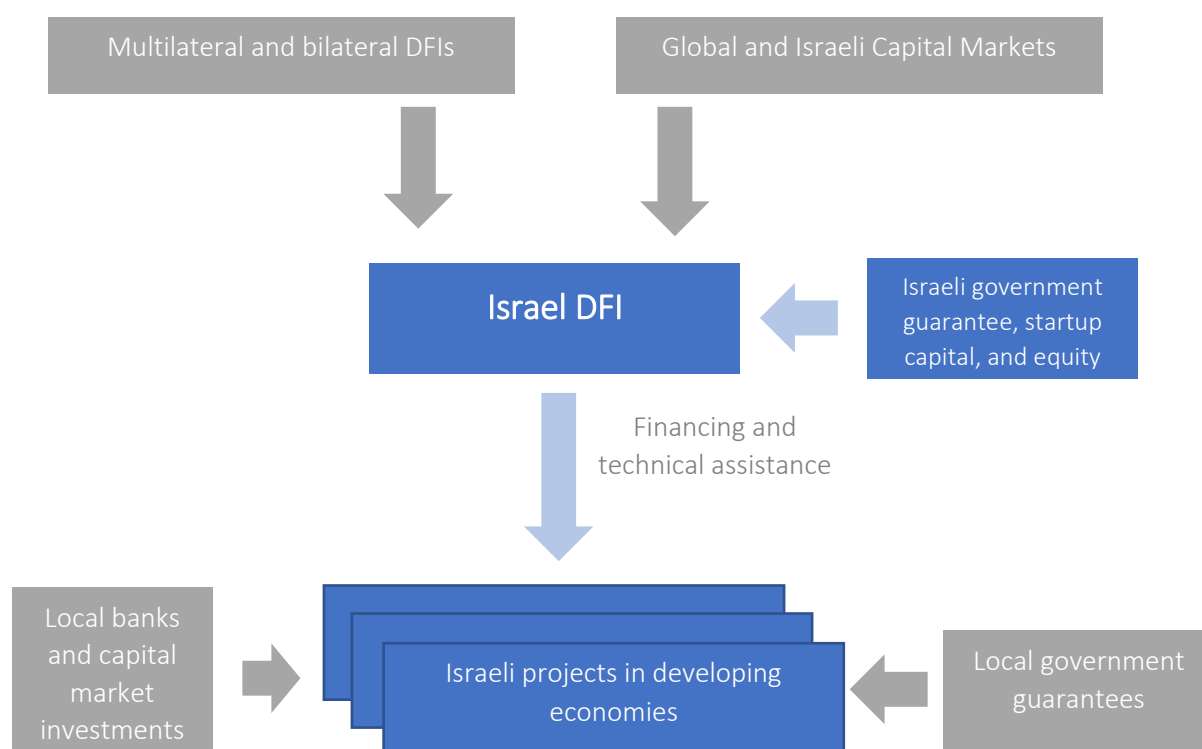 Multilateral and bilateral DFIs
Global and Israeli Capital Markets
Israel DFI
Israeli government
guarantee, startup
capital, and equity
Financing and
technical assistance
Local banks
and capital
market
investments
Israeli projects in developing
economies
Local government
guarantees